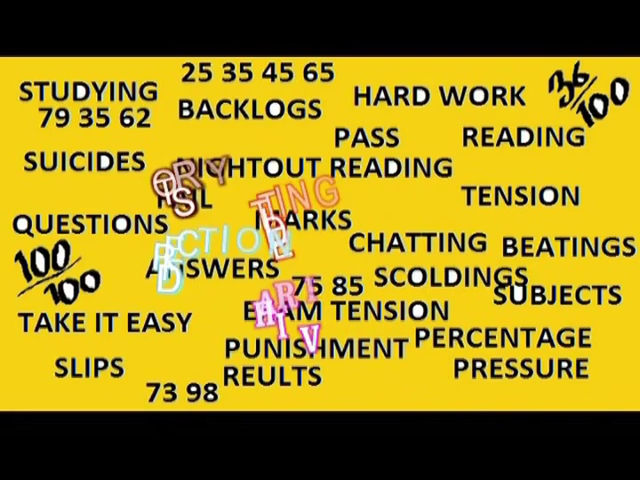 25 35 45 65
STUDYING
HARD WORK
36/100
79 35 62
BACKLOGS
PASS
READING
SUICIDES
READING
TENSION
QUESTIONS
MARKS
CHATTING
BEATINGS
100/100
ANSWERS
SCOLDINGS
75 85
SUBJECTS
TAKE IT EASY
EXAM TENSION
PERCENTAGE
PUNISHMENT
SLIPS
REULTS
PRESSURE
73 98